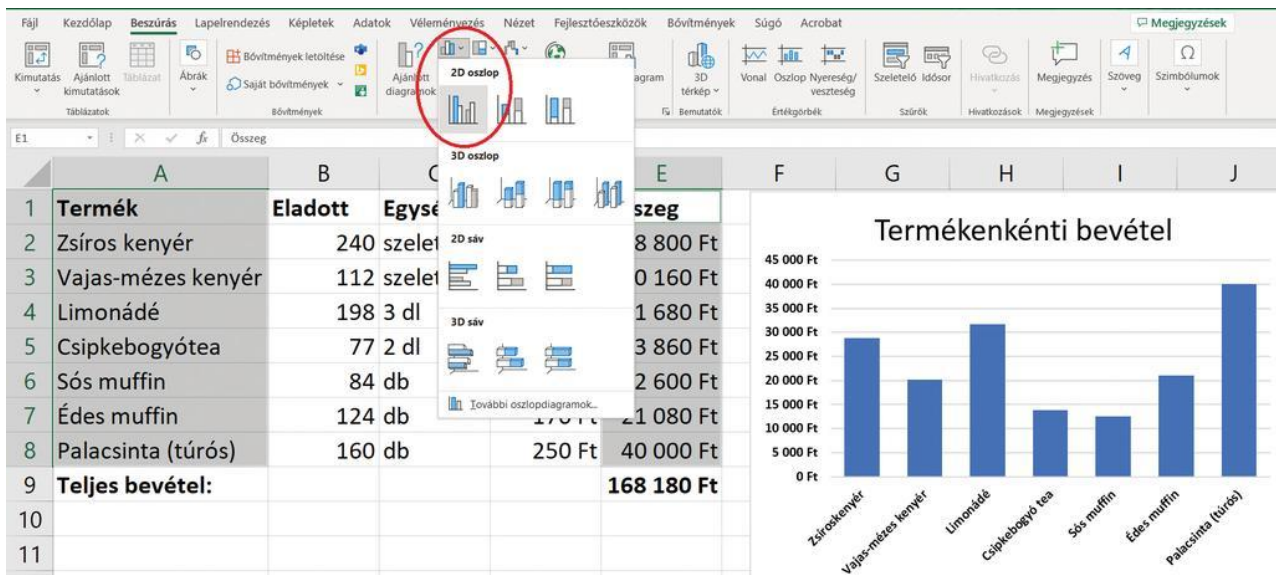 Fájl Kezdőlap Beszúrás Lapelrendezés Képletek Adatok Véleményezés Nézet Fejlesztőeszközök Bővítmények Súgó Acrobat Megjegyzések
Kimutatás Ajánlott kimutatások Táblázat Ábrák Bővítmények letöltése Saját bővítmények Ajánlott diagramok 3D térkép Vonal Oszlop Nyereség/veszteség Szeletelő Idősor Hivatkozás Megjegyzés Szöveg Szimbólumok
Táblázatok Bővítmények Bemutatók Értékgörbék Szűrők Hivatkozások Megjegyzések
E1 fx Összeg
2D oszlop
3D oszlop
2D sáv
3D sáv
További oszlopdiagramok...
A B C E F G H I J
1 Termék Eladott Egysé szeg
2 Zsíros kenyér 240 szelet 8 800 Ft
3 Vajas-mézes kenyér 112 szelet 0 160 Ft
4 Limonádé 198 3 dl 1 680 Ft
5 Csipkebogyótea 77 2 dl 3 860 Ft
6 Sós muffin 84 db 2 600 Ft
7 Édes muffin 124 db 170 Ft 21 080 Ft
8 Palacsinta (túrós) 160 db 250 Ft 40 000 Ft
9 Teljes bevétel: 168 180 Ft
10
11
Termékenkénti bevétel
45 000 Ft
40 000 Ft
35 000 Ft
30 000 Ft
25 000 Ft
20 000 Ft
15 000 Ft
10 000 Ft
5 000 Ft
0 Ft
Zsíroskenyér
Vajas-mézes kenyér
Limonádé
Csipkebogyó tea
Sós muffin
Édes muffin
Palacsinta (túrós)